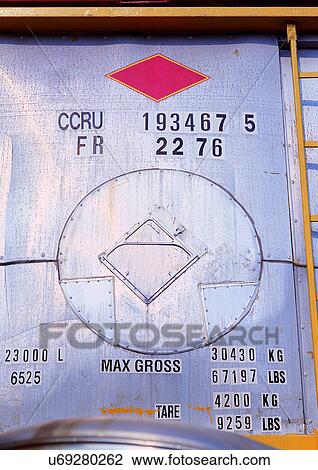 CCRU 193467 5
FR 22 76
FOTOSEARCH
23000 L MAX GROSS 30430 KG
6525 67197 LBS
4200 KG
TARE 9259 LBS
u69280262 www.fotosearch.com